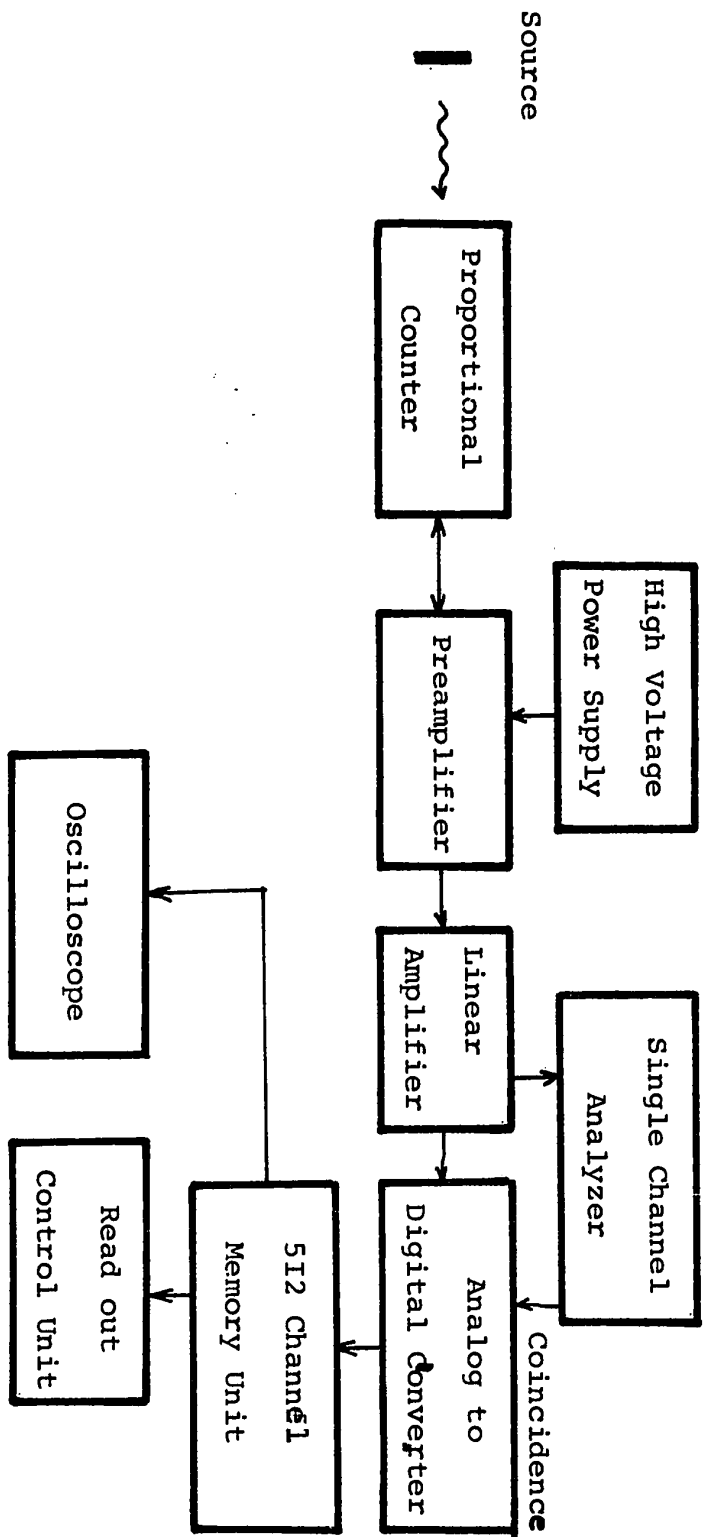 Source
Proportional
Counter
High Voltage
Power Supply
Preamplifier
Linear
Amplifier
Single Channel
Analyzer
Coincidence
Analog to
Digital Converter
5I2 Channel
Memory Unit
Oscilloscope
Read out
Control Unit